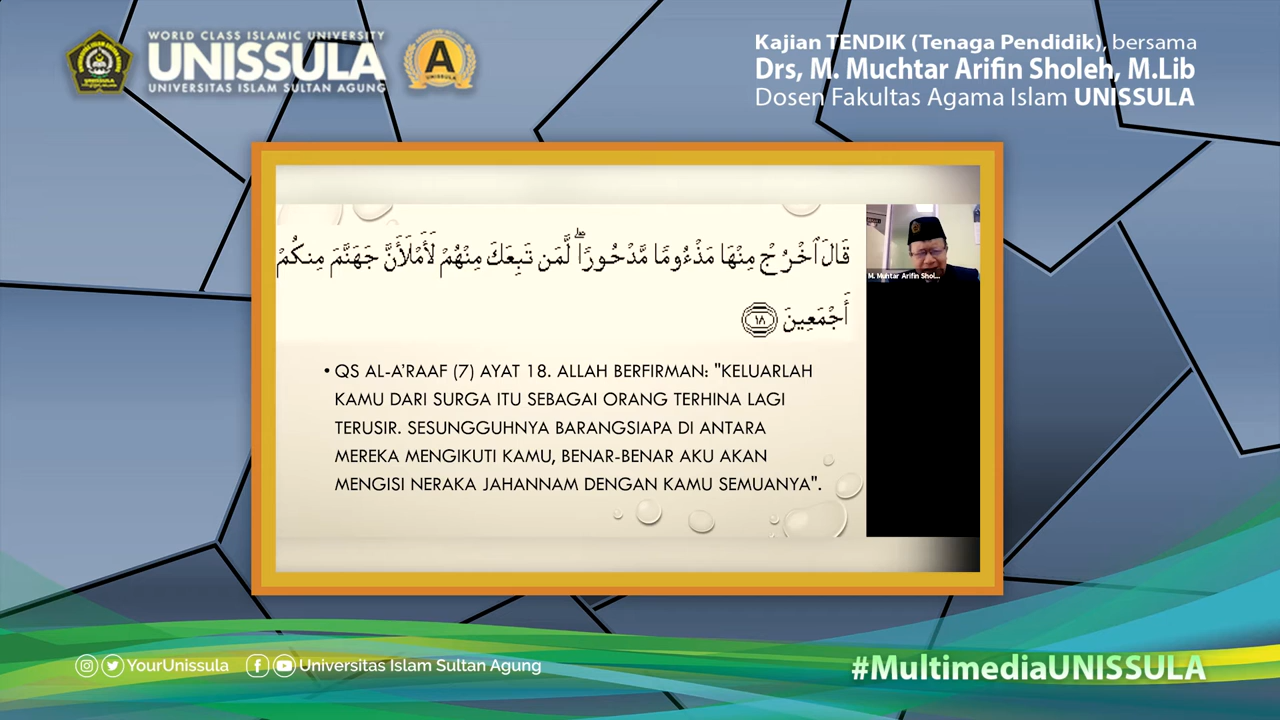 WORLD CLASS ISLAMIC UNIVERSITY
UNISSULA
UNIVERSITAS ISLAM SULTAN AGUNG
A
UNISSULA
Kajian TENDIK (Tenaga Pendidik), bersama
Drs, M. Muchtar Arifin Sholeh, M.Lib
Dosen Fakultas Agama Islam UNISSULA
قَالَ ٱخْرُجْ مِنْهَا مَذْءُومًا مَّدْحُورًا ۖ لَّمَن تَبِعَكَ مِنْهُمْ لَأَمْلَأَنَّ جَهَنَّمَ مِنكُمْ
أَجْمَعِينَ ١٨
M. Muhtar Arifin Shol...
• QS AL-A’RAAF (7) AYAT 18. ALLAH BERFIRMAN: "KELUARLAH
KAMU DARI SURGA ITU SEBAGAI ORANG TERHINA LAGI
TERUSIR. SESUNGGUHNYA BARANGSIAPA DI ANTARA
MEREKA MENGIKUTI KAMU, BENAR-BENAR AKU AKAN
MENGISI NERAKA JAHANNAM DENGAN KAMU SEMUANYA".
YourUnissula
Universitas Islam Sultan Agung
#MultimediaUNISSULA